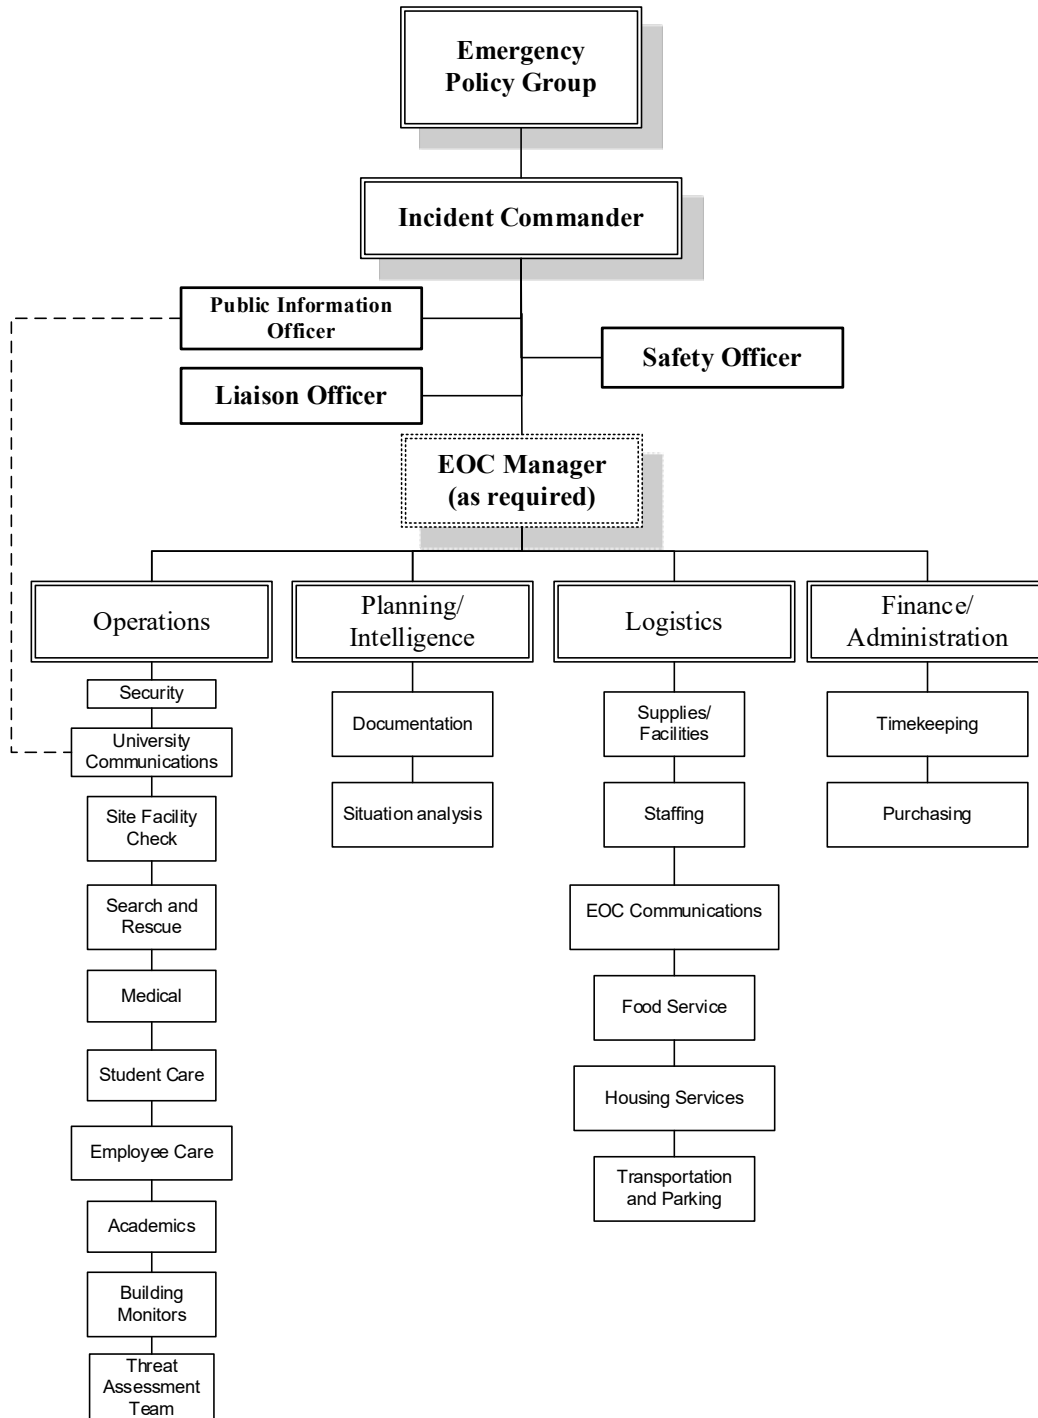 Emergency
Policy Group
Incident Commander
Public Information
Officer
Safety Officer
Liaison Officer
EOC Manager
(as required)
Operations
Planning/
Intelligence
Logistics
Finance/
Administration
Security
University
Communications
Site Facility
Check
Search and
Rescue
Medical
Student Care
Employee Care
Academics
Building
Monitors
Threat
Assessment
Team
Documentation
Situation analysis
Supplies/
Facilities
Staffing
EOC Communications
Food Service
Housing Services
Transportation
and Parking
Timekeeping
Purchasing